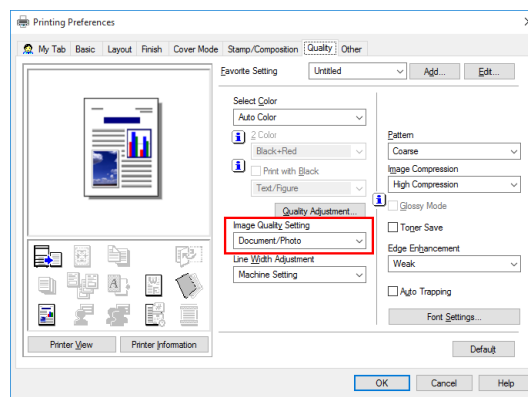 Printing Preferences
My Tab Basic Layout Finish Cover Mode Stamp/Composition Quality Other
Favorite Setting Untitled Add... Edit...
Select Color
Auto Color
2 Color
Black+Red
Print with Black
Text/Figure
Quality Adjustment...
Image Quality Setting
Document/Photo
Line Width Adjustment
Machine Setting
Pattern
Coarse
Image Compression
High Compression
Glossy Mode
Toner Save
Edge Enhancement
Weak
Auto Trapping
Font Settings...
Printer View Printer Information
Default
OK Cancel Help